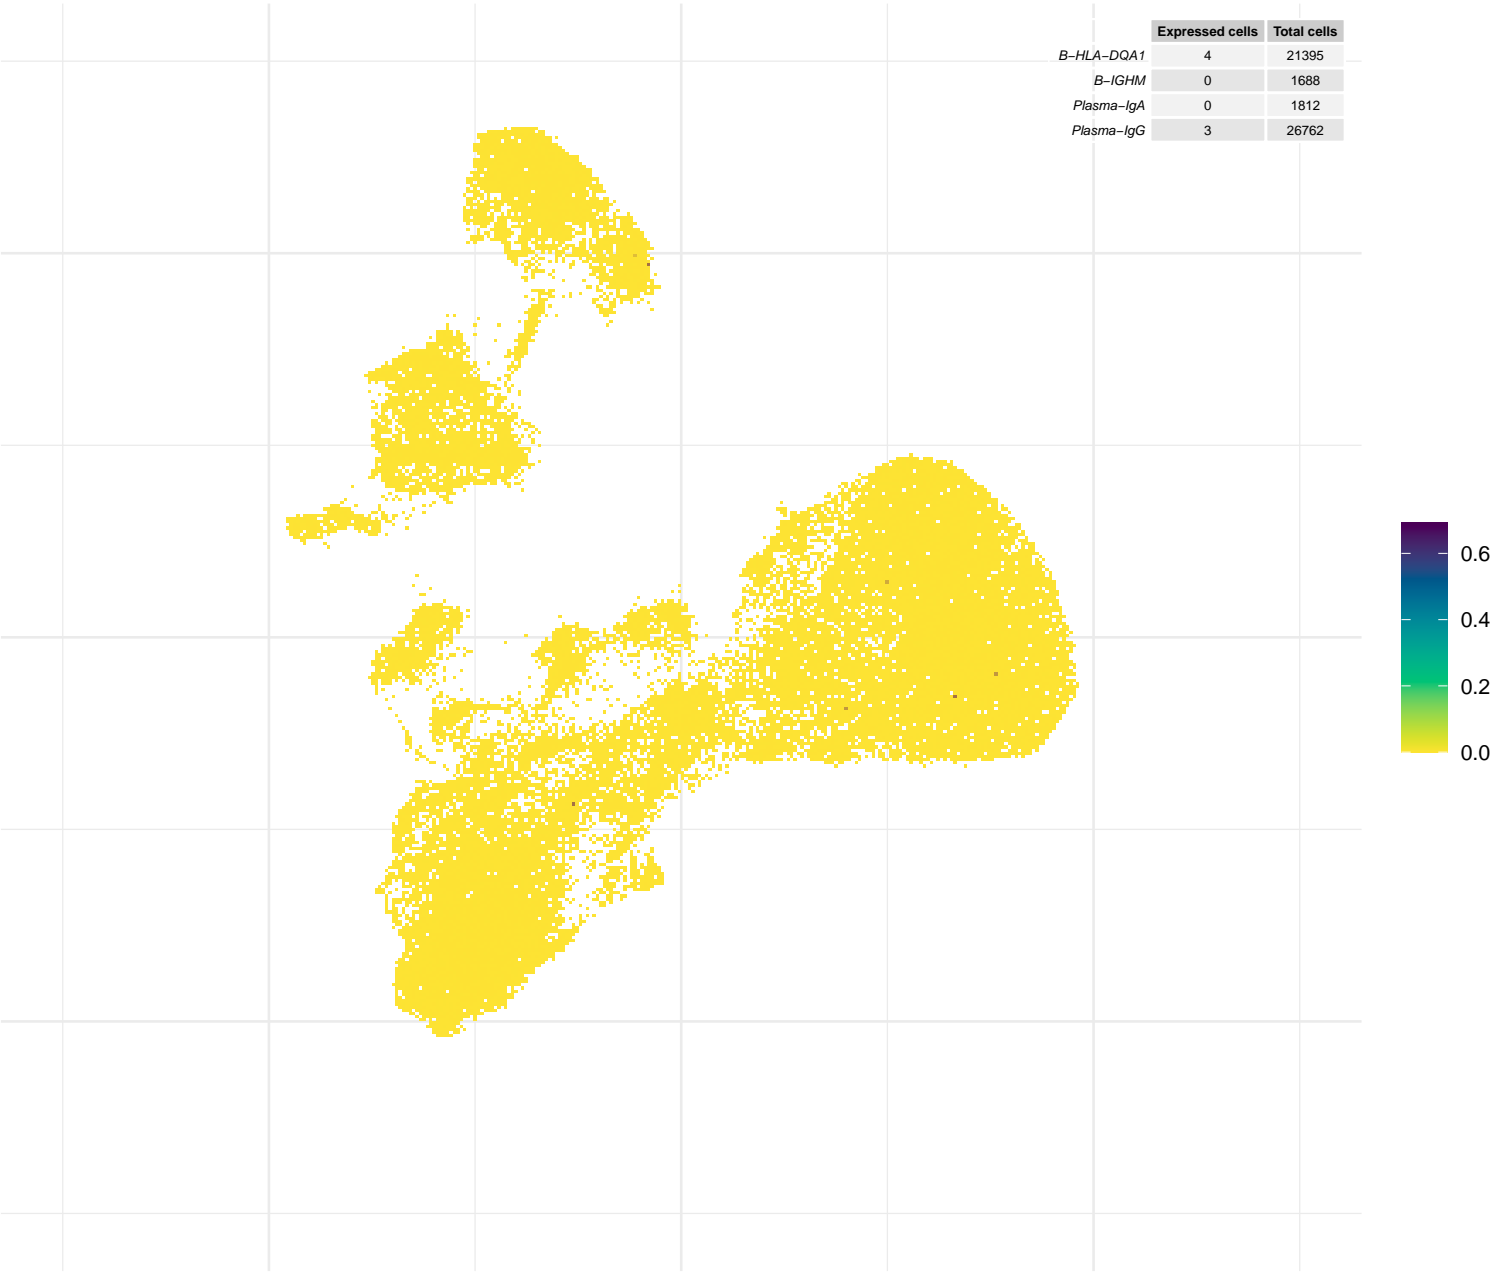 Expressed cells Total cells
B−HLA−DQA1 4 21395
B−IGHM 0 1688
Plasma−IgA 0 1812
Plasma−IgG 3 26762
0.6
0.4
0.2
0.0